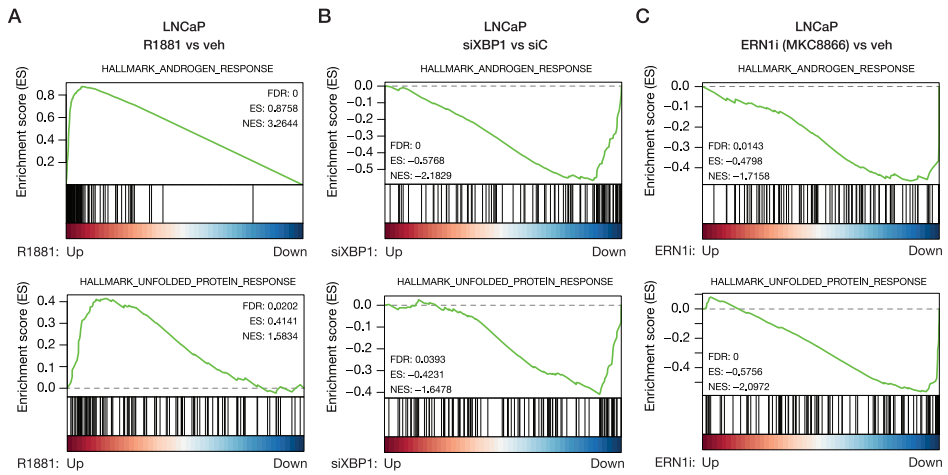 A
LNCaP
R1881 vs veh
HALLMARK_ANDROGEN_RESPONSE
Enrichment score (ES)
0.8
0.6
0.4
0.2
FDR: 0
ES: 0.8758
NES: 3.2644
R1881: Up Down
HALLMARK_UNFOLDED_PROTEIN_RESPONSE
Enrichment score (ES)
0.4
0.3
0.2
0.1
0.0
FDR: 0.0202
ES: 0.4141
NES: 1.5834
R1881: Up Down
B
LNCaP
siXBP1 vs siC
HALLMARK_ANDROGEN_RESPONSE
Enrichment score (ES)
0.0
−0.1
−0.2
−0.3
−0.4
−0.5
FDR: 0
ES: −0.5768
NES: −2.1829
siXBP1: Up Down
HALLMARK_UNFOLDED_PROTEIN_RESPONSE
Enrichment score (ES)
0.0
−0.1
−0.2
−0.3
−0.4
FDR: 0.0393
ES: −0.4231
NES: −1.6478
siXBP1: Up Down
C
LNCaP
ERN1i (MKC8866) vs veh
HALLMARK_ANDROGEN_RESPONSE
Enrichment score (ES)
0.0
−0.2
−0.4
FDR: 0.0143
ES: −0.4798
NES: −1.7158
ERN1i: Up Down
HALLMARK_UNFOLDED_PROTEIN_RESPONSE
Enrichment score (ES)
0.0
−0.2
−0.4
FDR: 0
ES: −0.5756
NES: −2.0972
ERN1i: Up Down